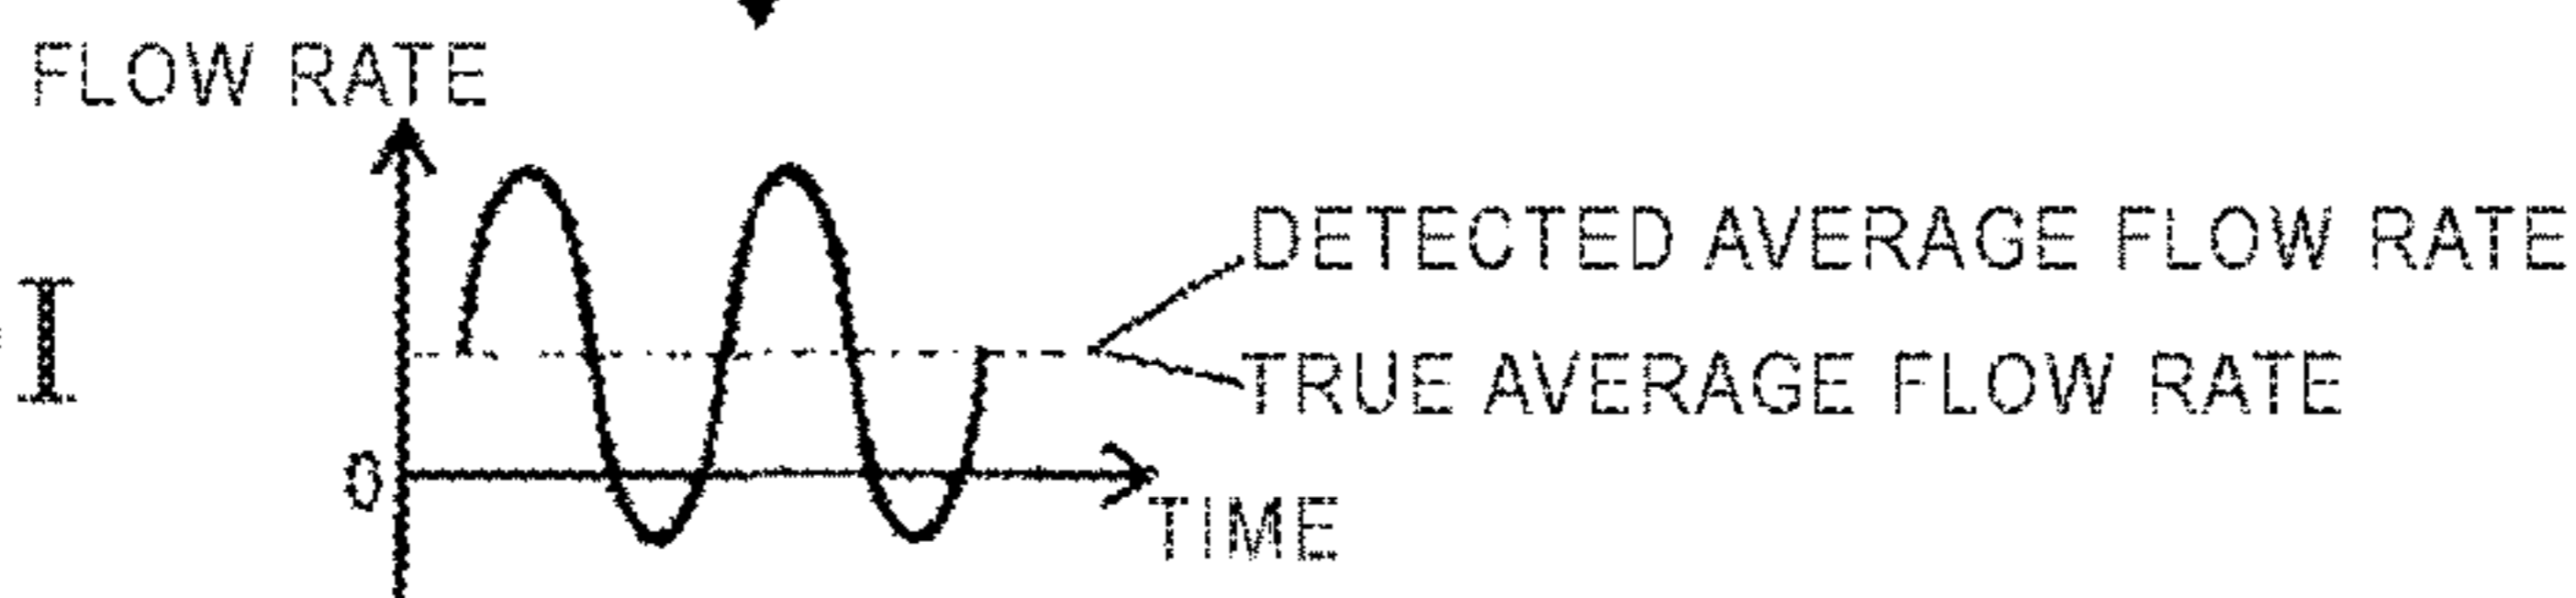 FLOW RATE
DETECTED AVERAGE FLOW RATE
I
TRUE AVERAGE FLOW RATE
0
TIME